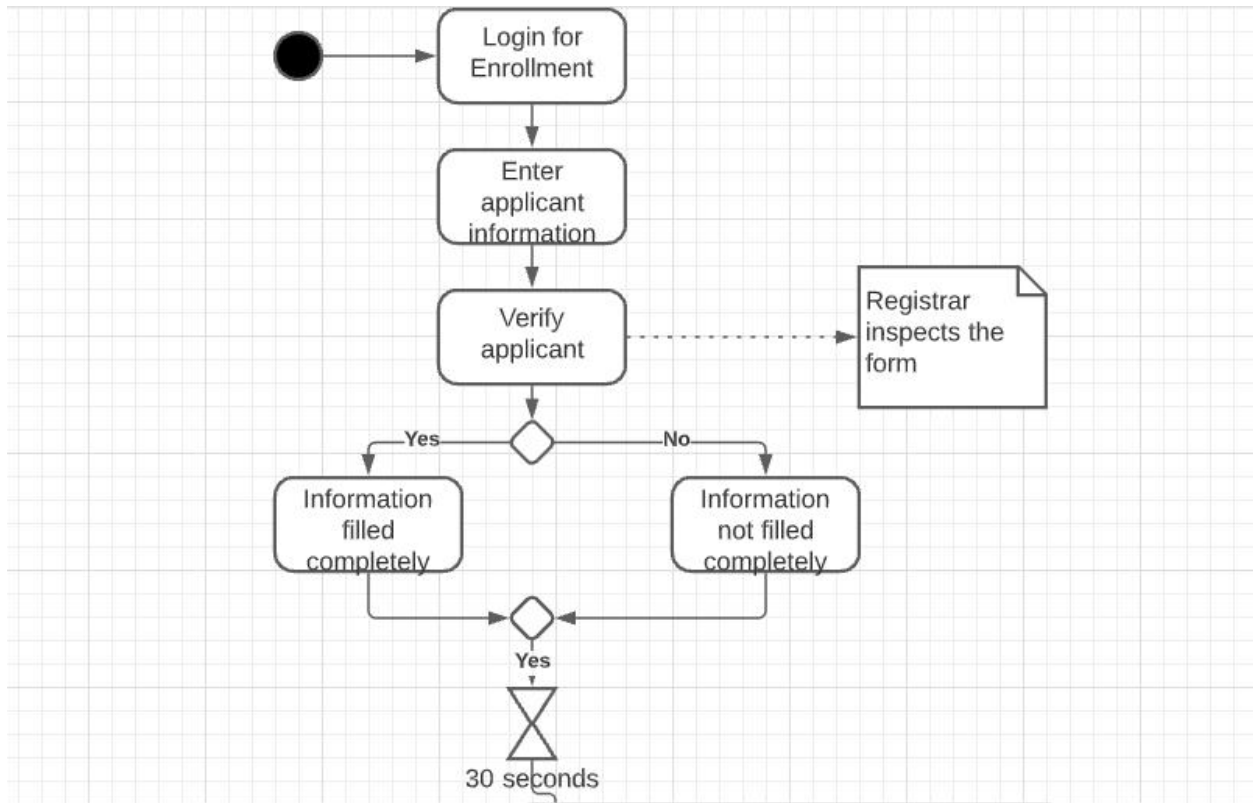 Login for
Enrollment
Enter
applicant
information
Verify
applicant
Registrar
inspects the
form
Yes
No
Information
filled
completely
Information
not filled
completely
Yes
30 seconds